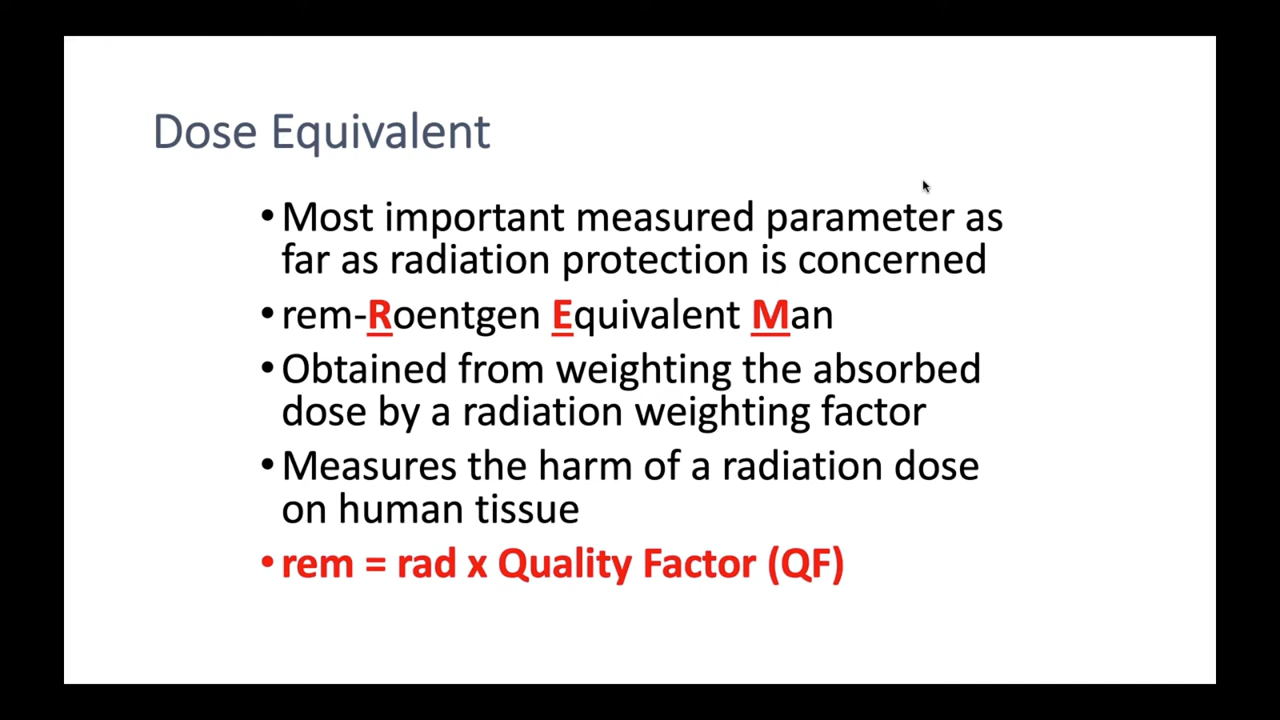 Dose Equivalent
• Most important measured parameter as
far as radiation protection is concerned
• rem-Roentgen Equivalent Man
• Obtained from weighting the absorbed
dose by a radiation weighting factor
• Measures the harm of a radiation dose
on human tissue
• rem = rad x Quality Factor (QF)